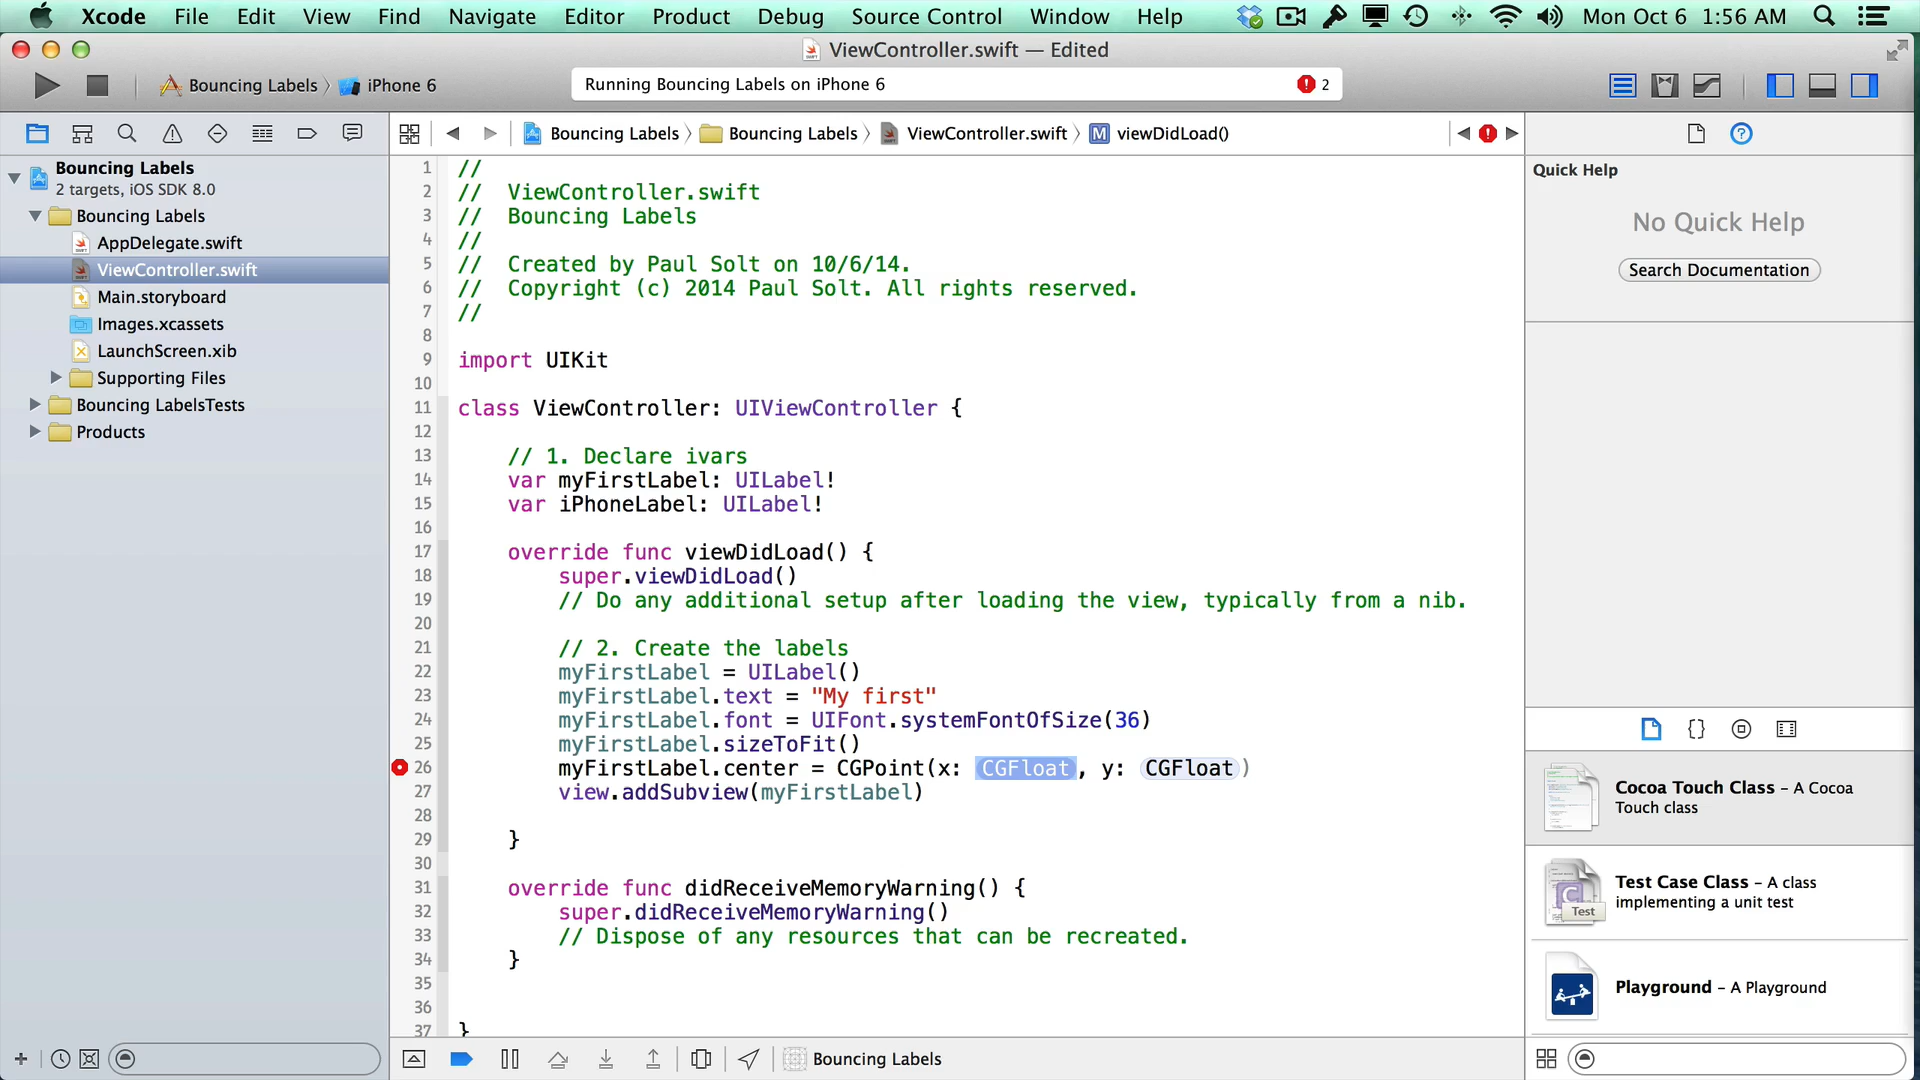 Xcode File Edit View Find Navigate Editor Product Debug Source Control Window Help Mon Oct 6 1:56 AM
ViewController.swift — Edited
Bouncing Labels iPhone 6
Running Bouncing Labels on iPhone 6 2
Bouncing Labels Bouncing Labels ViewController.swift M viewDidLoad()
Bouncing Labels
2 targets, iOS SDK 8.0
Bouncing Labels
AppDelegate.swift
ViewController.swift
Main.storyboard
Images.xcassets
LaunchScreen.xib
Supporting Files
Bouncing LabelsTests
Products
1 //
2 // ViewController.swift
3 // Bouncing Labels
4 //
5 // Created by Paul Solt on 10/6/14.
6 // Copyright (c) 2014 Paul Solt. All rights reserved.
7 //
8
9 import UIKit
10
11 class ViewController: UIViewController {
12
13 // 1. Declare ivars
14 var myFirstLabel: UILabel!
15 var iPhoneLabel: UILabel!
16
17 override func viewDidLoad() {
18 super.viewDidLoad()
19 // Do any additional setup after loading the view, typically from a nib.
20
21 // 2. Create the labels
22 myFirstLabel = UILabel()
23 myFirstLabel.text = "My first"
24 myFirstLabel.font = UIFont.systemFontOfSize(36)
25 myFirstLabel.sizeToFit()
26 myFirstLabel.center = CGPoint(x: CGFloat, y: CGFloat)
27 view.addSubview(myFirstLabel)
28
29 }
30
31 override func didReceiveMemoryWarning() {
32 super.didReceiveMemoryWarning()
33 // Dispose of any resources that can be recreated.
34 }
35
36
37 }
Bouncing Labels
Quick Help
No Quick Help
Search Documentation
Cocoa Touch Class – A Cocoa
Touch class
Test Case Class – A class
implementing a unit test
Test
Playground – A Playground